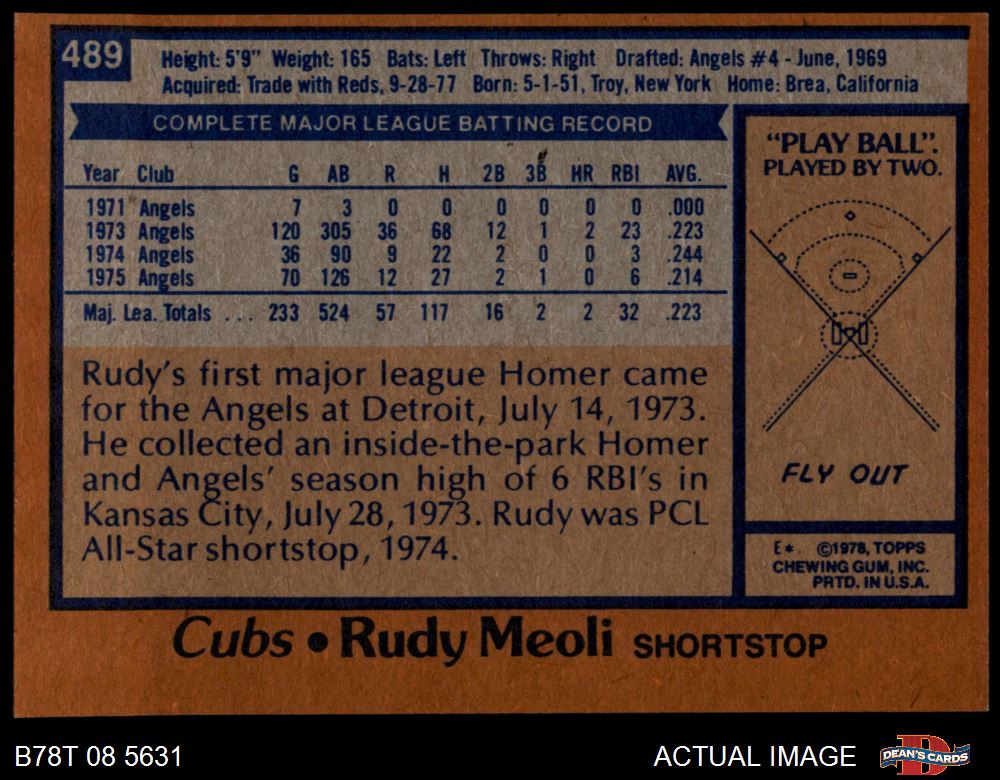 489
Height: 5'9" Weight: 165 Bats: Left Throws: Right Drafted: Angels #4 - June, 1969
Acquired: Trade with Reds, 9-28-77 Born: 5-1-51, Troy, New York Home: Brea, California
COMPLETE MAJOR LEAGUE BATTING RECORD
Year Club G AB R H 2B 3B HR RBI AVG.
1971 Angels 7 3 0 0 0 0 0 0 .000
1973 Angels 120 305 36 68 12 1 2 23 .223
1974 Angels 36 90 9 22 2 0 0 3 .244
1975 Angels 70 126 12 27 2 1 0 6 .214
Maj. Lea. Totals . . . 233 524 57 117 16 2 2 32 .223
Rudy's first major league Homer came
for the Angels at Detroit, July 14, 1973.
He collected an inside-the-park Homer
and Angels' season high of 6 RBI's in
Kansas City, July 28, 1973. Rudy was PCL
All-Star shortstop, 1974.
"PLAY BALL".
PLAYED BY TWO.
FLY OUT
E* ©1978, TOPPS
CHEWING GUM, INC.
PRTD. IN U.S.A.
Cubs • Rudy Meoli SHORTSTOP
B78T 08 5631
ACTUAL IMAGE
D
DEAN'S CARDS